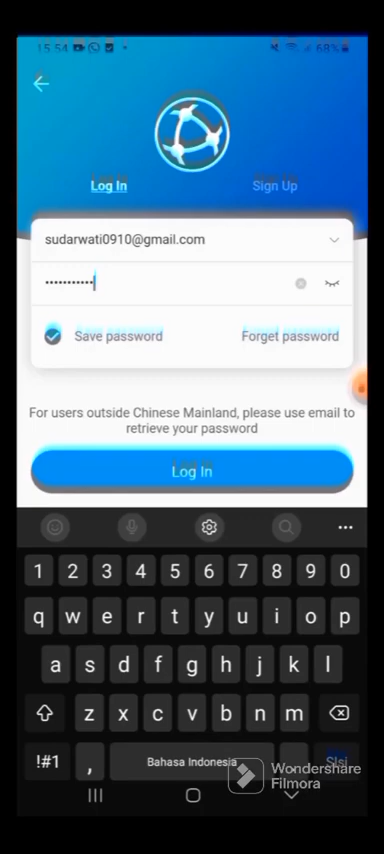 15.54
68%
Log In
Sign Up
sudarwati0910@gmail.com
•••••••••••
Save password
Forget password
For users outside Chinese Mainland, please use email to
retrieve your password
Log In
1 2 3 4 5 6 7 8 9 0
q w e r t y u i o p
a s d f g h j k l
z x c v b n m
!#1 , Bahasa Indonesia
Wondershare
Filmora